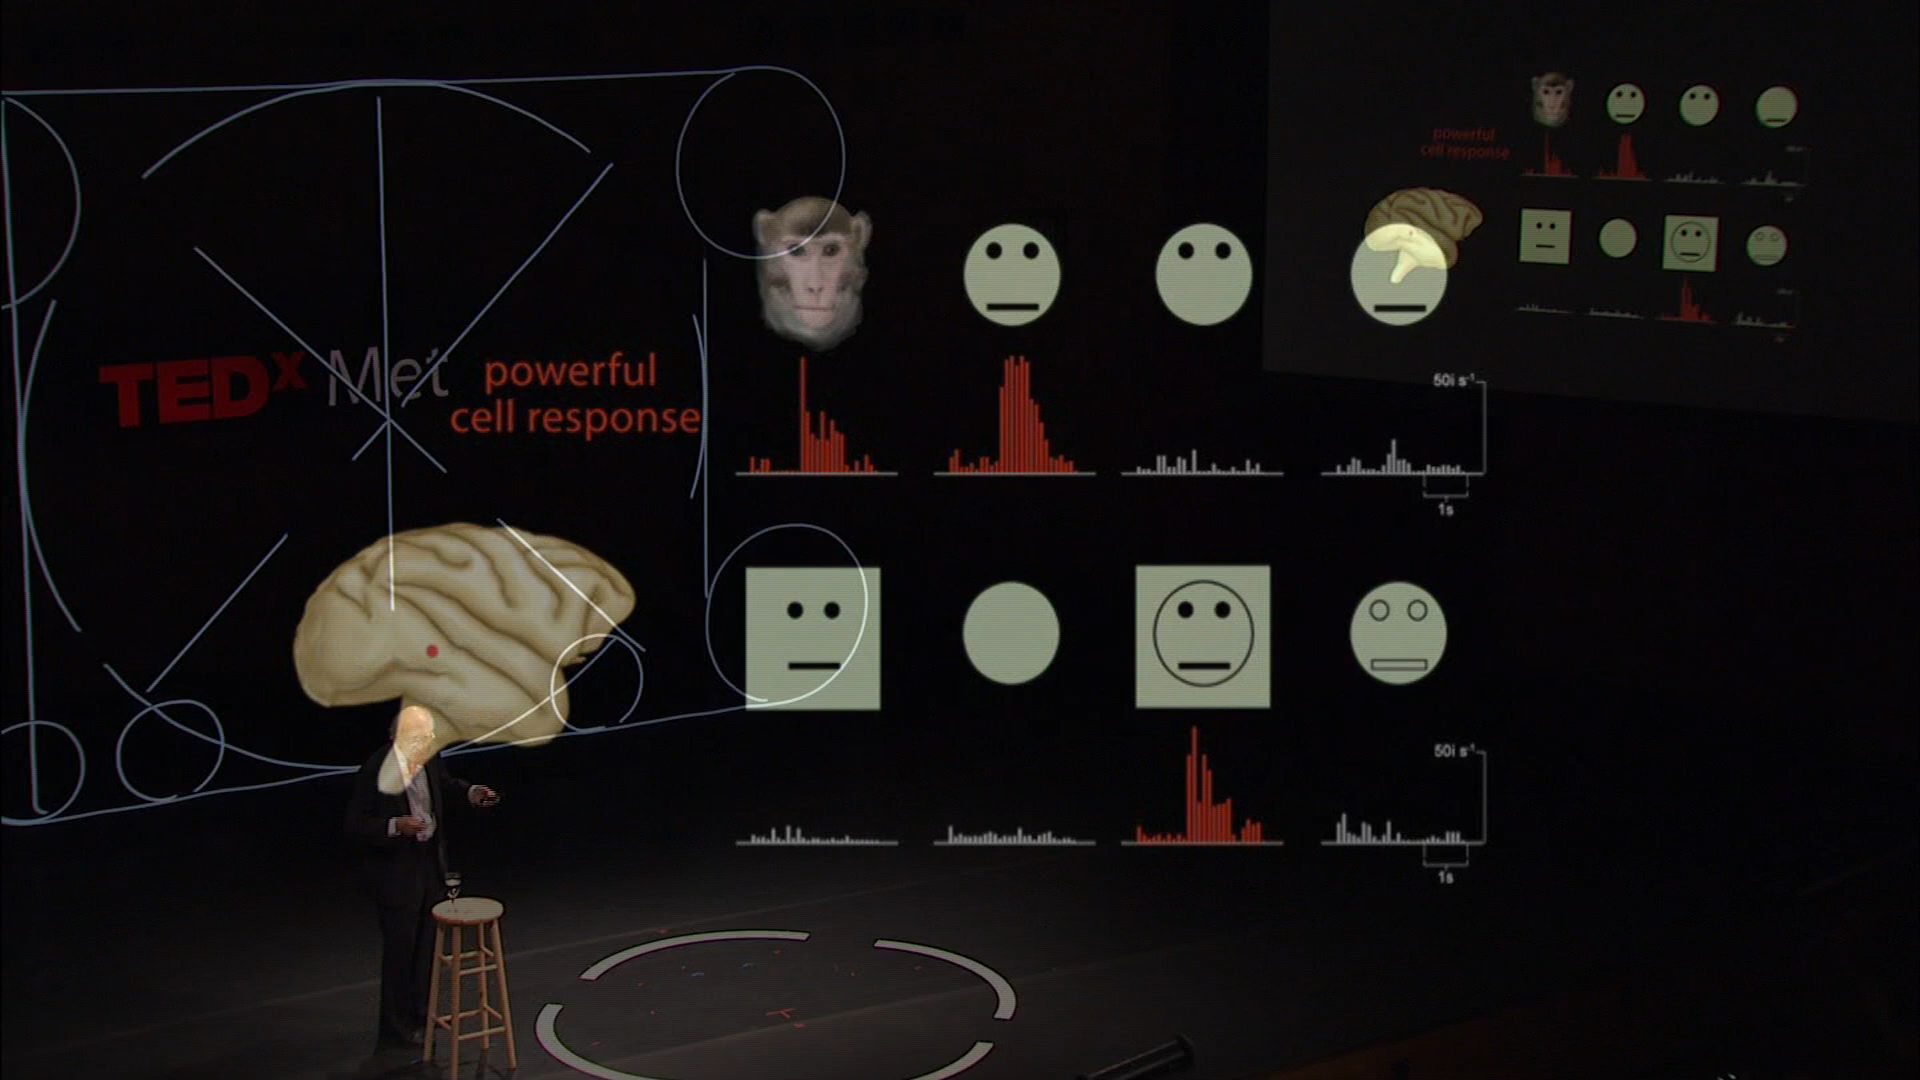 TEDx Met
powerful
cell response
50i s⁻¹
1s
50i s⁻¹
1s
powerful
cell response